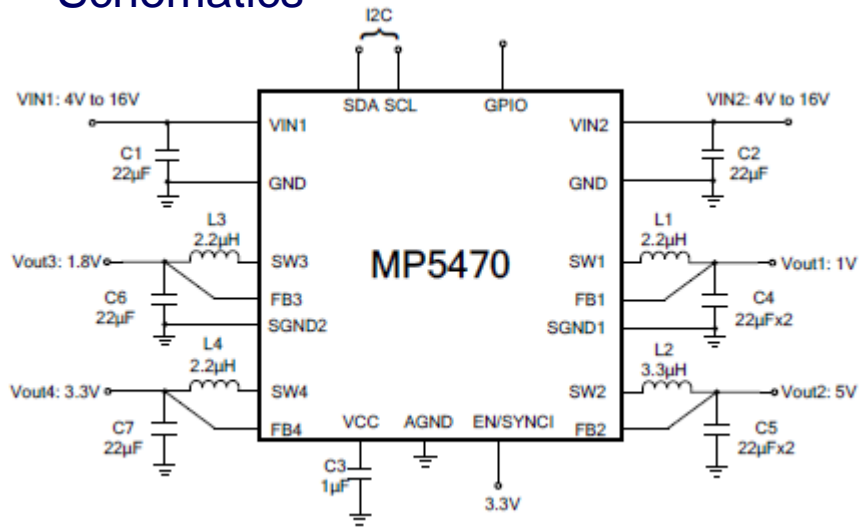 Schematics
I2C
VIN1: 4V to 16V
VIN2: 4V to 16V
SDA SCL
GPIO
VIN1
VIN2
C1
22µF
C2
22µF
GND
GND
L3
2.2µH
L1
2.2µH
Vout3: 1.8V
SW3
MP5470
SW1
Vout1: 1V
C6
22µF
FB3
FB1
C4
22µFx2
SGND2
SGND1
L4
2.2µH
L2
3.3µH
Vout4: 3.3V
SW4
SW2
Vout2: 5V
C7
22µF
FB4
VCC
AGND
EN/SYNCI
FB2
C5
22µFx2
C3
1µF
3.3V